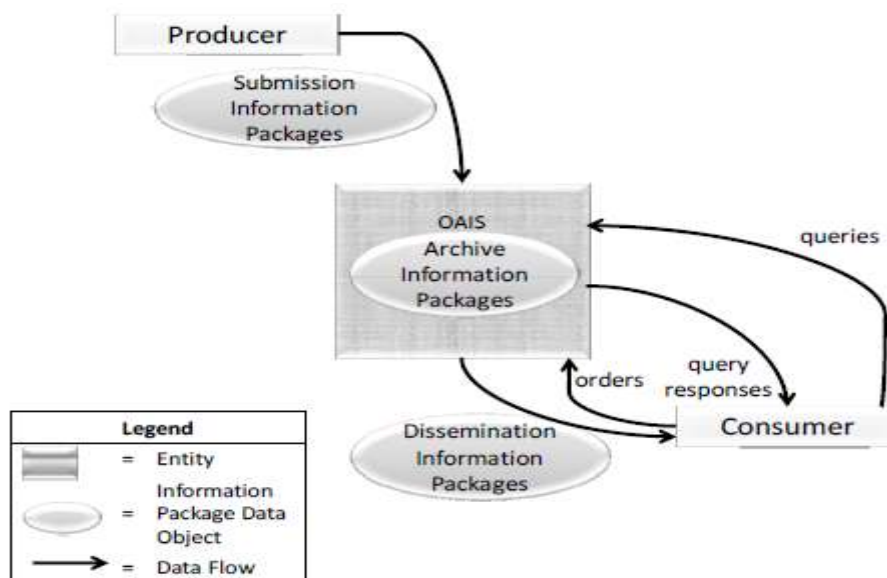 Producer
Submission
Information
Packages
OAIS
Archive
Information
Packages
queries
query
responses
orders
Consumer
Dissemination
Information
Packages
Legend
= Entity
Information
= Package Data
Object
= Data Flow